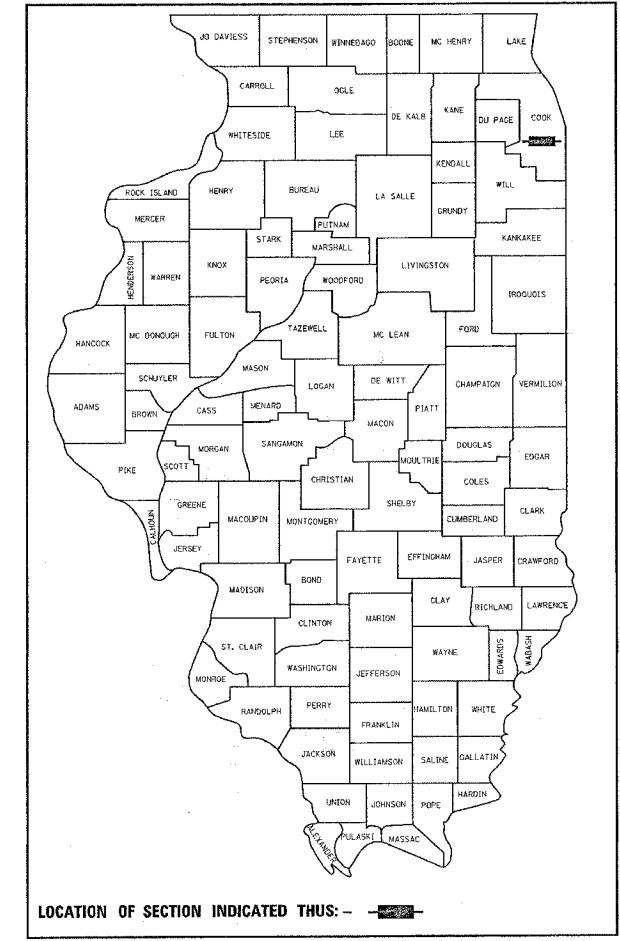 JO DAVIESS STEPHENSON WINNEBAGO BOONE MC HENRY LAKE
CARROLL OGLE DE KALB KANE DU PAGE COOK
WHITESIDE LEE
KENDALL
ROCK ISLAND HENRY BUREAU LA SALLE WILL
MERCER PUTNAM GRUNDY
STARK MARSHALL KANKAKEE
HENDERSON WARREN KNOX PEORIA WOODFORD LIVINGSTON
IROQUOIS
HANCOCK MC DONOUGH FULTON TAZEWELL MC LEAN FORD
MASON
SCHUYLER LOGAN DE WITT CHAMPAIGN VERMILION
ADAMS BROWN CASS MENARD PIATT
MACON
MORGAN SANGAMON DOUGLAS EDGAR
PIKE SCOTT MOULTRIE
CHRISTIAN COLES
GREENE SHELBY
CALHOUN MACOUPIN MONTGOMERY CUMBERLAND CLARK
JERSEY
FAYETTE EFFINGHAM JASPER CRAWFORD
MADISON BOND
CLAY RICHLAND LAWRENCE
CLINTON MARION
ST. CLAIR WAYNE EDWARDS WABASH
WASHINGTON JEFFERSON
MONROE
RANDOLPH PERRY HAMILTON WHITE
FRANKLIN
JACKSON WILLIAMSON SALINE GALLATIN
UNION JOHNSON POPE HARDIN
ALEXANDER PULASKI MASSAC
LOCATION OF SECTION INDICATED THUS: –